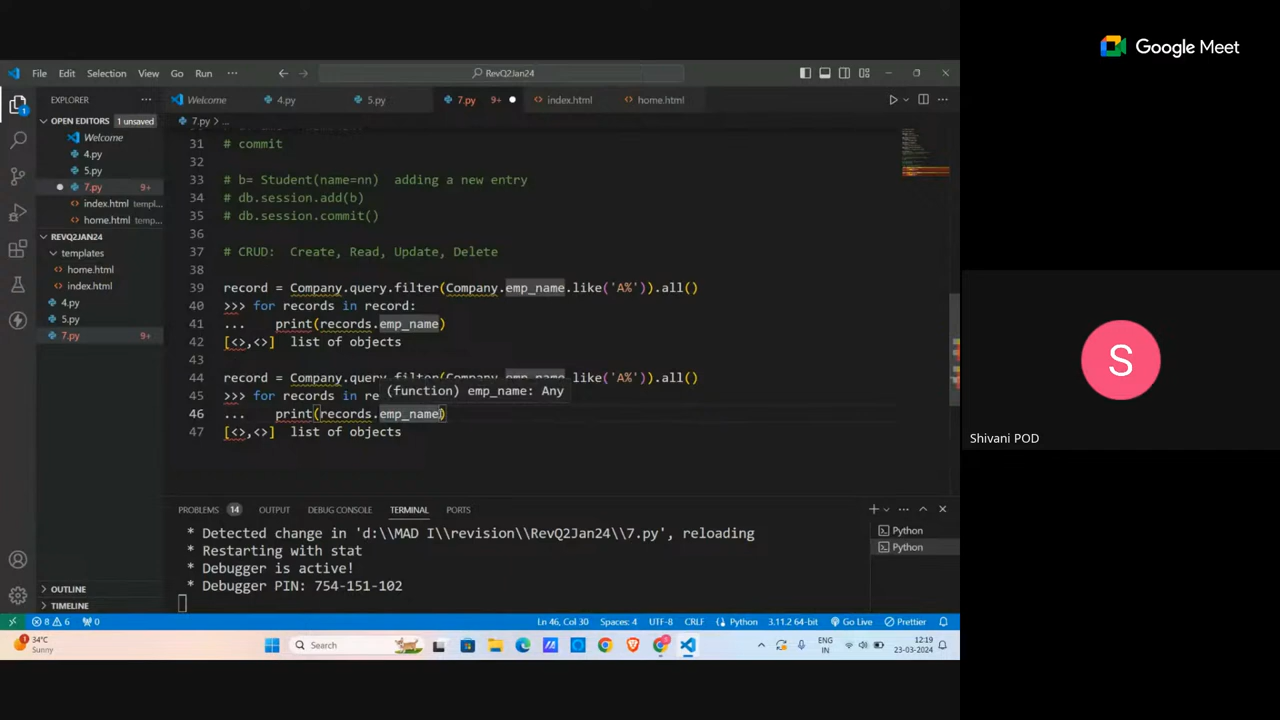 Google Meet
File Edit Selection View Go Run ... RevQ2Jan24
EXPLORER ... Welcome 4.py 5.py 7.py 9+ index.html home.html
OPEN EDITORS 1 unsaved
7.py > ...
Welcome
4.py
5.py
7.py 9+
index.html templ...
home.html temp...
REVQ2JAN24
templates
home.html
index.html
4.py
5.py
7.py 9+
31 # commit
32
33 # b= Student(name=nn)  adding a new entry
34 # db.session.add(b)
35 # db.session.commit()
36
37 # CRUD:  Create, Read, Update, Delete
38
39 record = Company.query.filter(Company.emp_name.like('A%')).all()
40 >>> for records in record:
41 ...    print(records.emp_name)
42 [<>,<>]  list of objects
43
44 record = Company.query.filter(Company.emp_name.like('A%')).all()
(function) emp_name: Any
45 >>> for records in re
46 ...    print(records.emp_name)
47 [<>,<>]  list of objects
PROBLEMS 14 OUTPUT DEBUG CONSOLE TERMINAL PORTS
* Detected change in 'd:\\MAD I\\revision\\RevQ2Jan24\\7.py', reloading
* Restarting with stat
* Debugger is active!
* Debugger PIN: 754-151-102
Python
Python
OUTLINE
TIMELINE
8 6 0 Ln 46, Col 30 Spaces: 4 UTF-8 CRLF Python 3.11.2 64-bit Go Live Prettier
34°C
Sunny
Search
ENG
IN
12:19
23-03-2024
S
Shivani POD